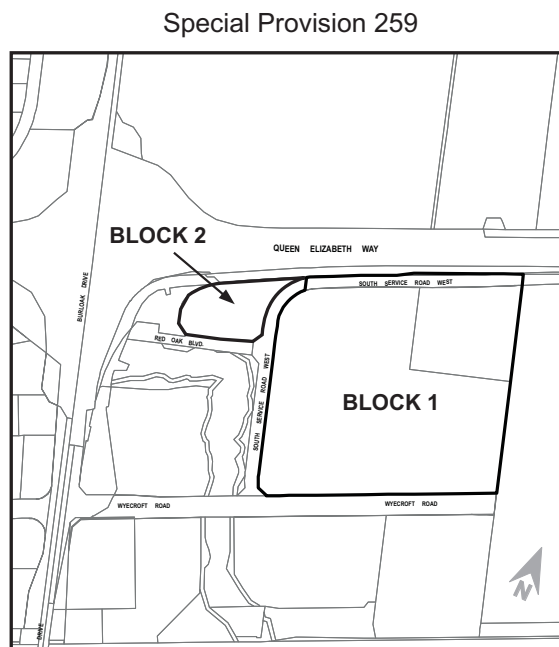 Special Provision 259
QUEEN ELIZABETH WAY
BLOCK 2
BURLOAK DRIVE
SOUTH SERVICE ROAD WEST
RED OAK BLVD.
SOUTH SERVICE ROAD WEST
BLOCK 1
WYECROFT ROAD
WYECROFT ROAD
N
DRIVE